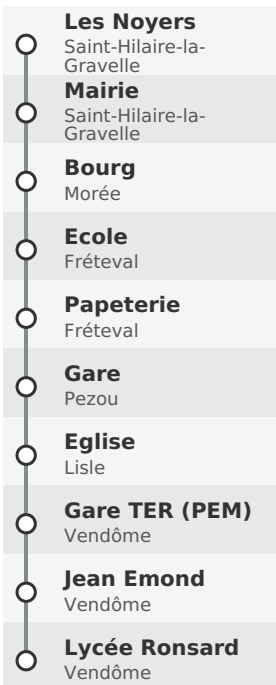 Les Noyers
Saint-Hilaire-la-
Gravelle
Mairie
Saint-Hilaire-la-
Gravelle
Bourg
Morée
Ecole
Fréteval
Papeterie
Fréteval
Gare
Pezou
Eglise
Lisle
Gare TER (PEM)
Vendôme
Jean Emond
Vendôme
Lycée Ronsard
Vendôme